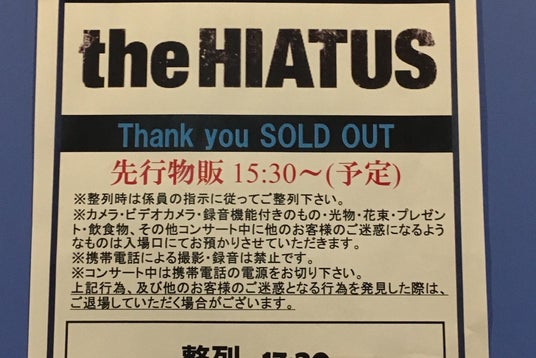 the HIATUS
Thank you SOLD OUT
先行物販 15:30～(予定)
※整列時は係員の指示に従ってご整列下さい。
※カメラ・ビデオカメラ・録音機能付きのもの・光物・花束・プレゼン
ト・飲食物、その他コンサート中に他のお客様のご迷惑になるよう
なものは入場口にてお預かりさせていただきます。
※携帯電話による撮影・録音は禁止です。
※コンサート中は携帯電話の電源をお切り下さい。
上記行為、及び他のお客様のご迷惑となる行為を発見した際は、
ご退場していただく場合がございます。
整列